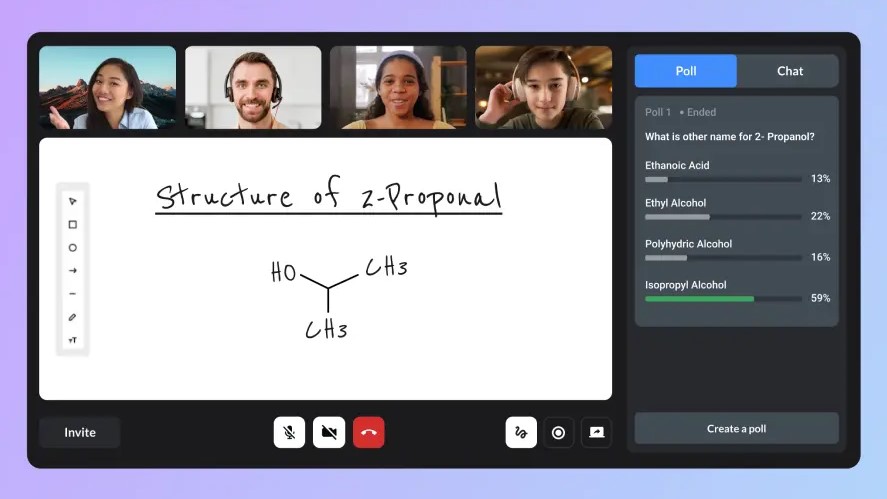 Structure of 2-Proponal
HO
CH3
CH3
Invite
Poll
Chat
Poll 1 • Ended
What is other name for 2- Propanol?
Ethanoic Acid
13%
Ethyl Alcohol
22%
Polyhydric Alcohol
16%
Isopropyl Alcohol
59%
Create a poll